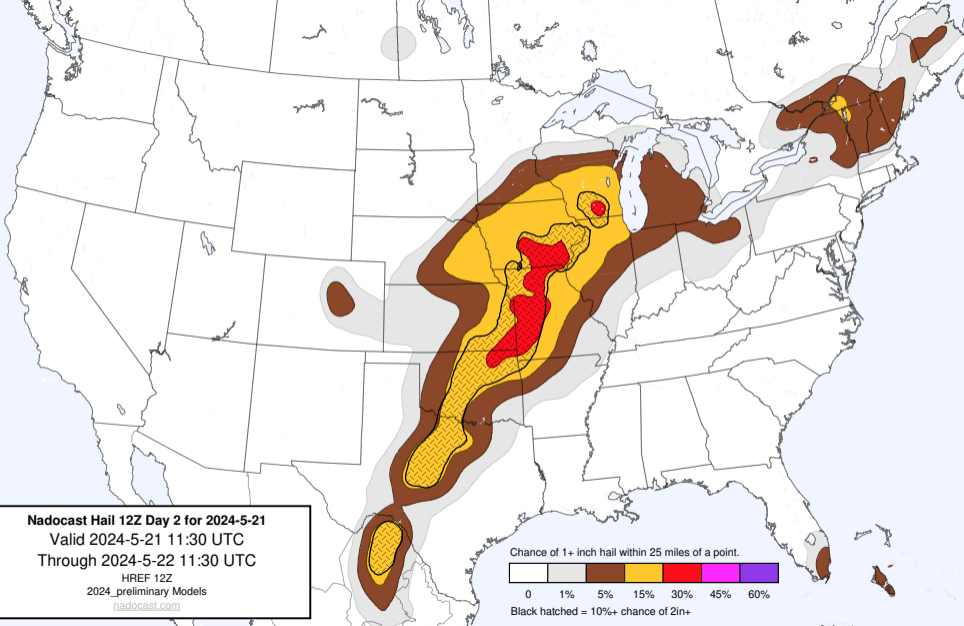 Nadocast Hail 12Z Day 2 for 2024-5-21
Valid 2024-5-21 11:30 UTC
Through 2024-5-22 11:30 UTC
HREF 12Z
2024_preliminary Models
nadocast.com
Chance of 1+ inch hail within 25 miles of a point.
0 1% 5% 15% 30% 45% 60%
Black hatched = 10%+ chance of 2in+